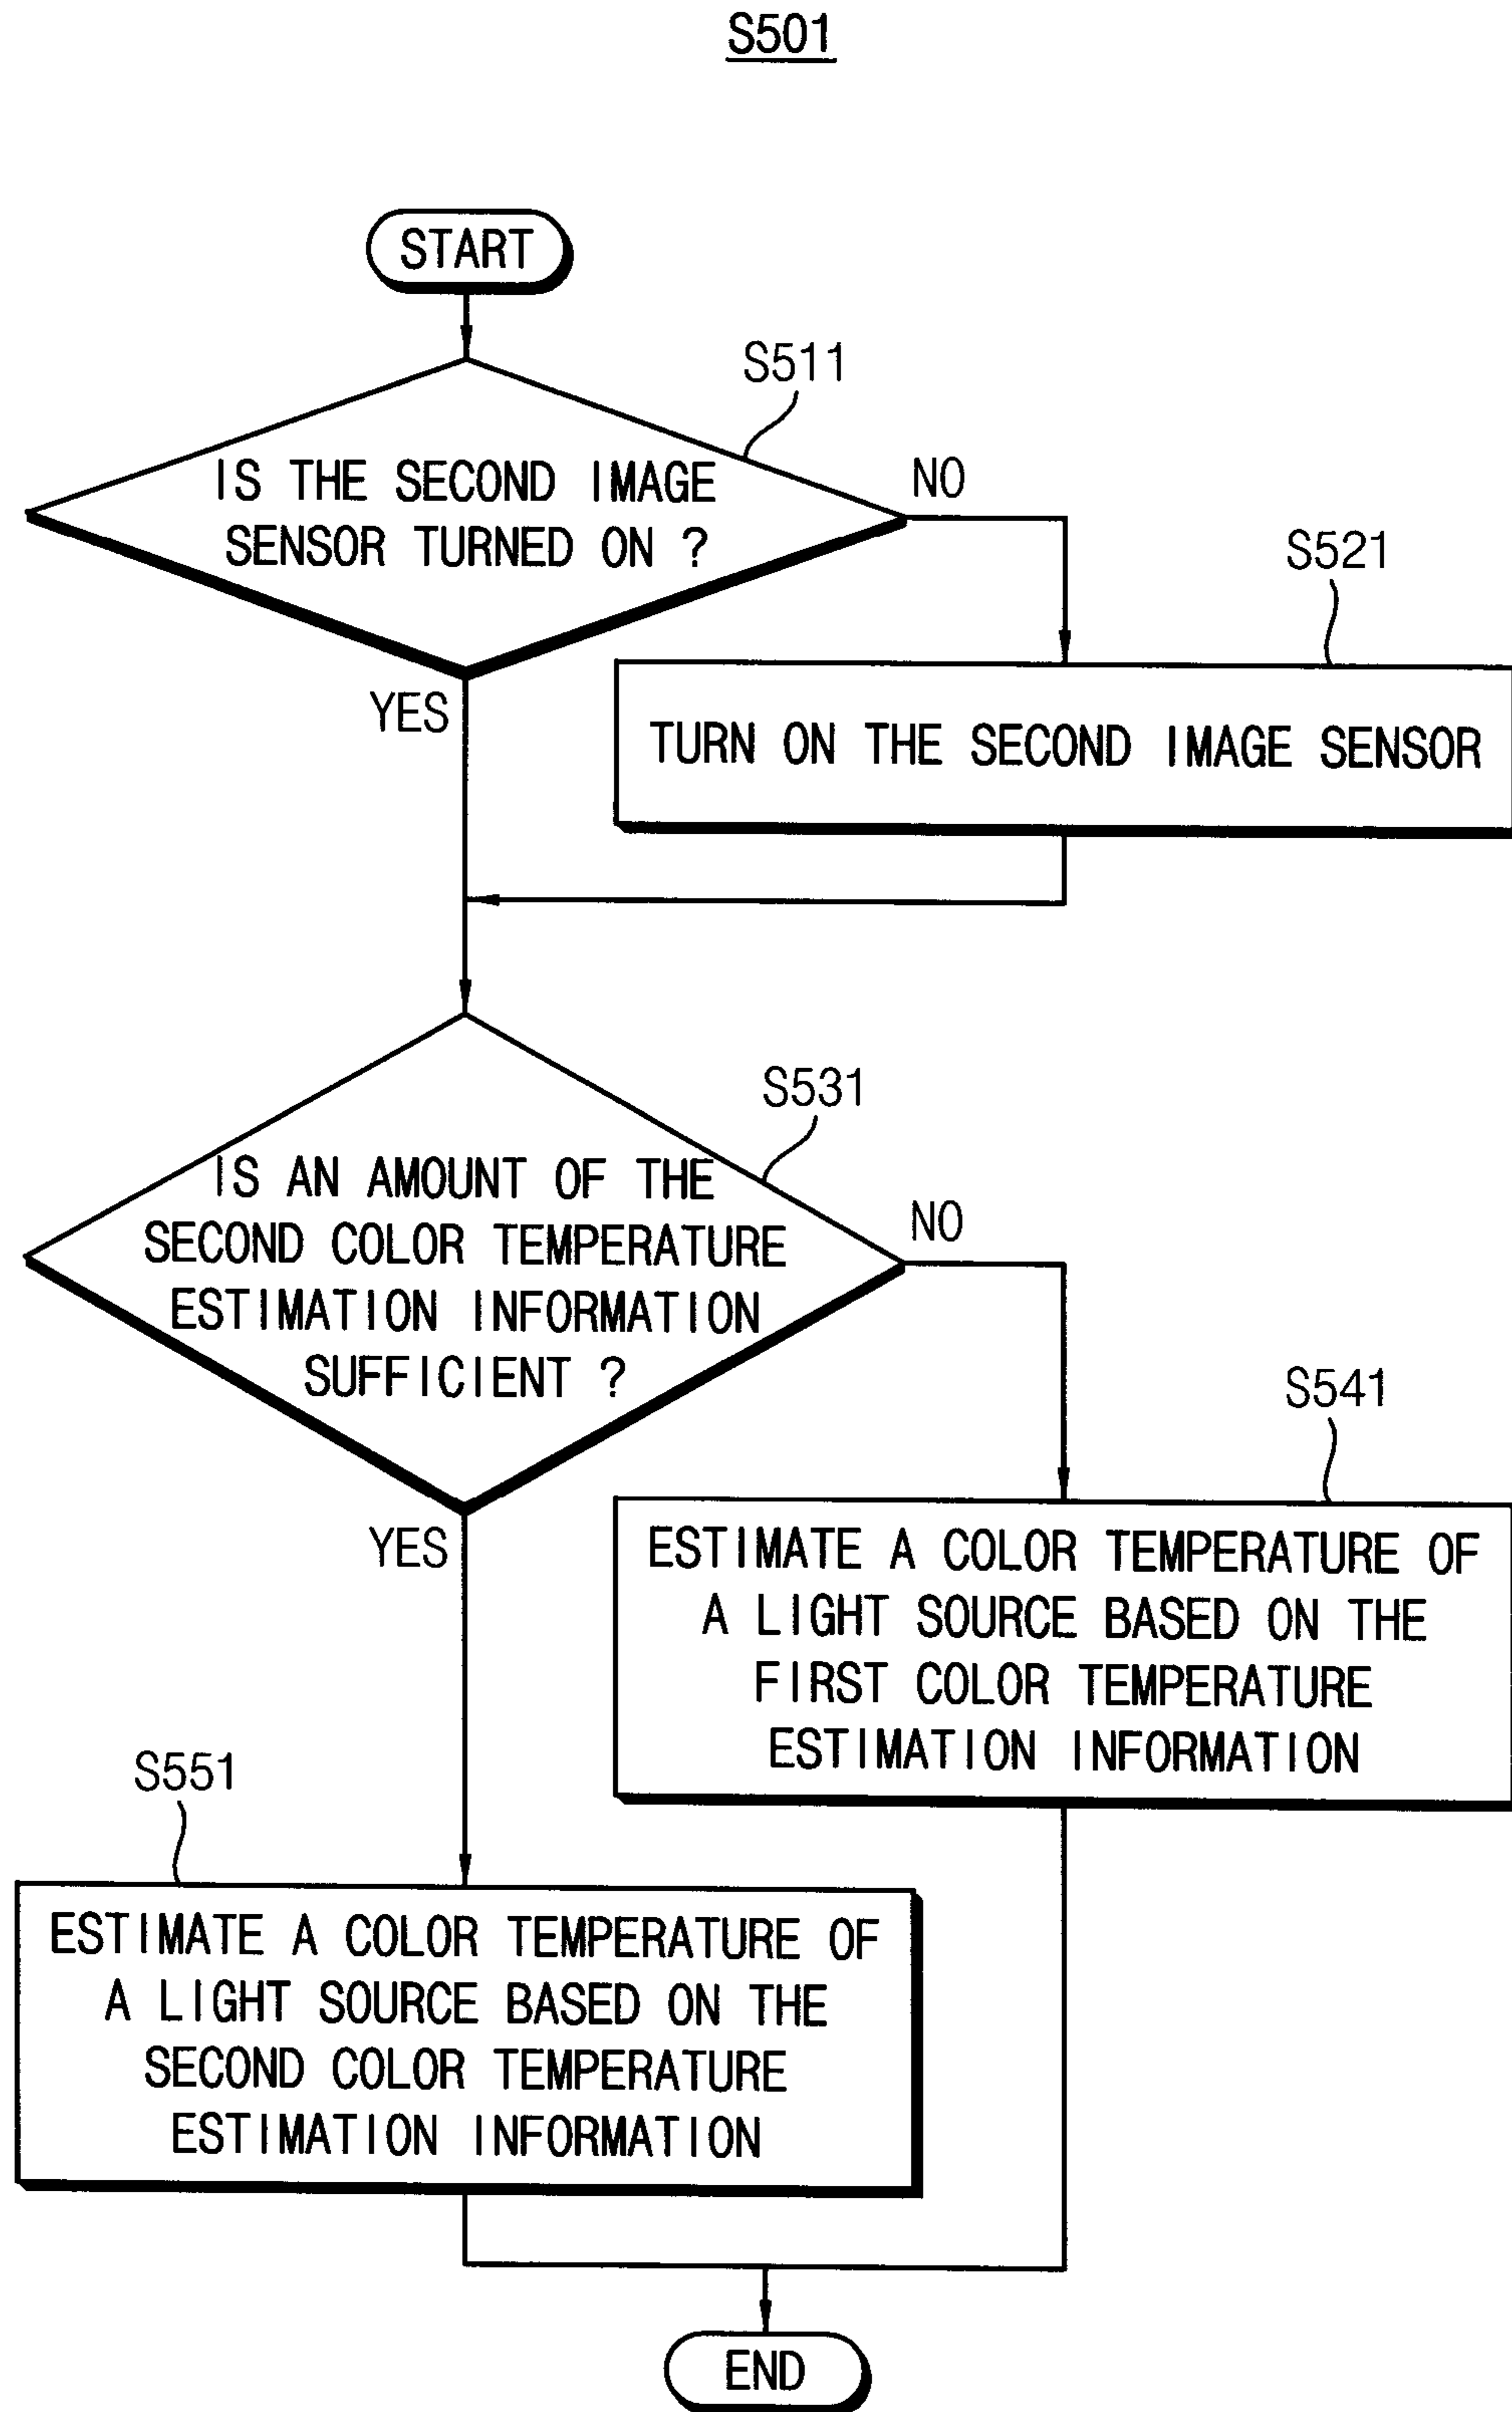 S501
START
S511
IS THE SECOND IMAGE
SENSOR TURNED ON ?
NO
S521
YES
TURN ON THE SECOND IMAGE SENSOR
S531
IS AN AMOUNT OF THE
SECOND COLOR TEMPERATURE
ESTIMATION INFORMATION
SUFFICIENT ?
NO
S541
YES
ESTIMATE A COLOR TEMPERATURE OF
A LIGHT SOURCE BASED ON THE
FIRST COLOR TEMPERATURE
ESTIMATION INFORMATION
S551
ESTIMATE A COLOR TEMPERATURE OF
A LIGHT SOURCE BASED ON THE
SECOND COLOR TEMPERATURE
ESTIMATION INFORMATION
END